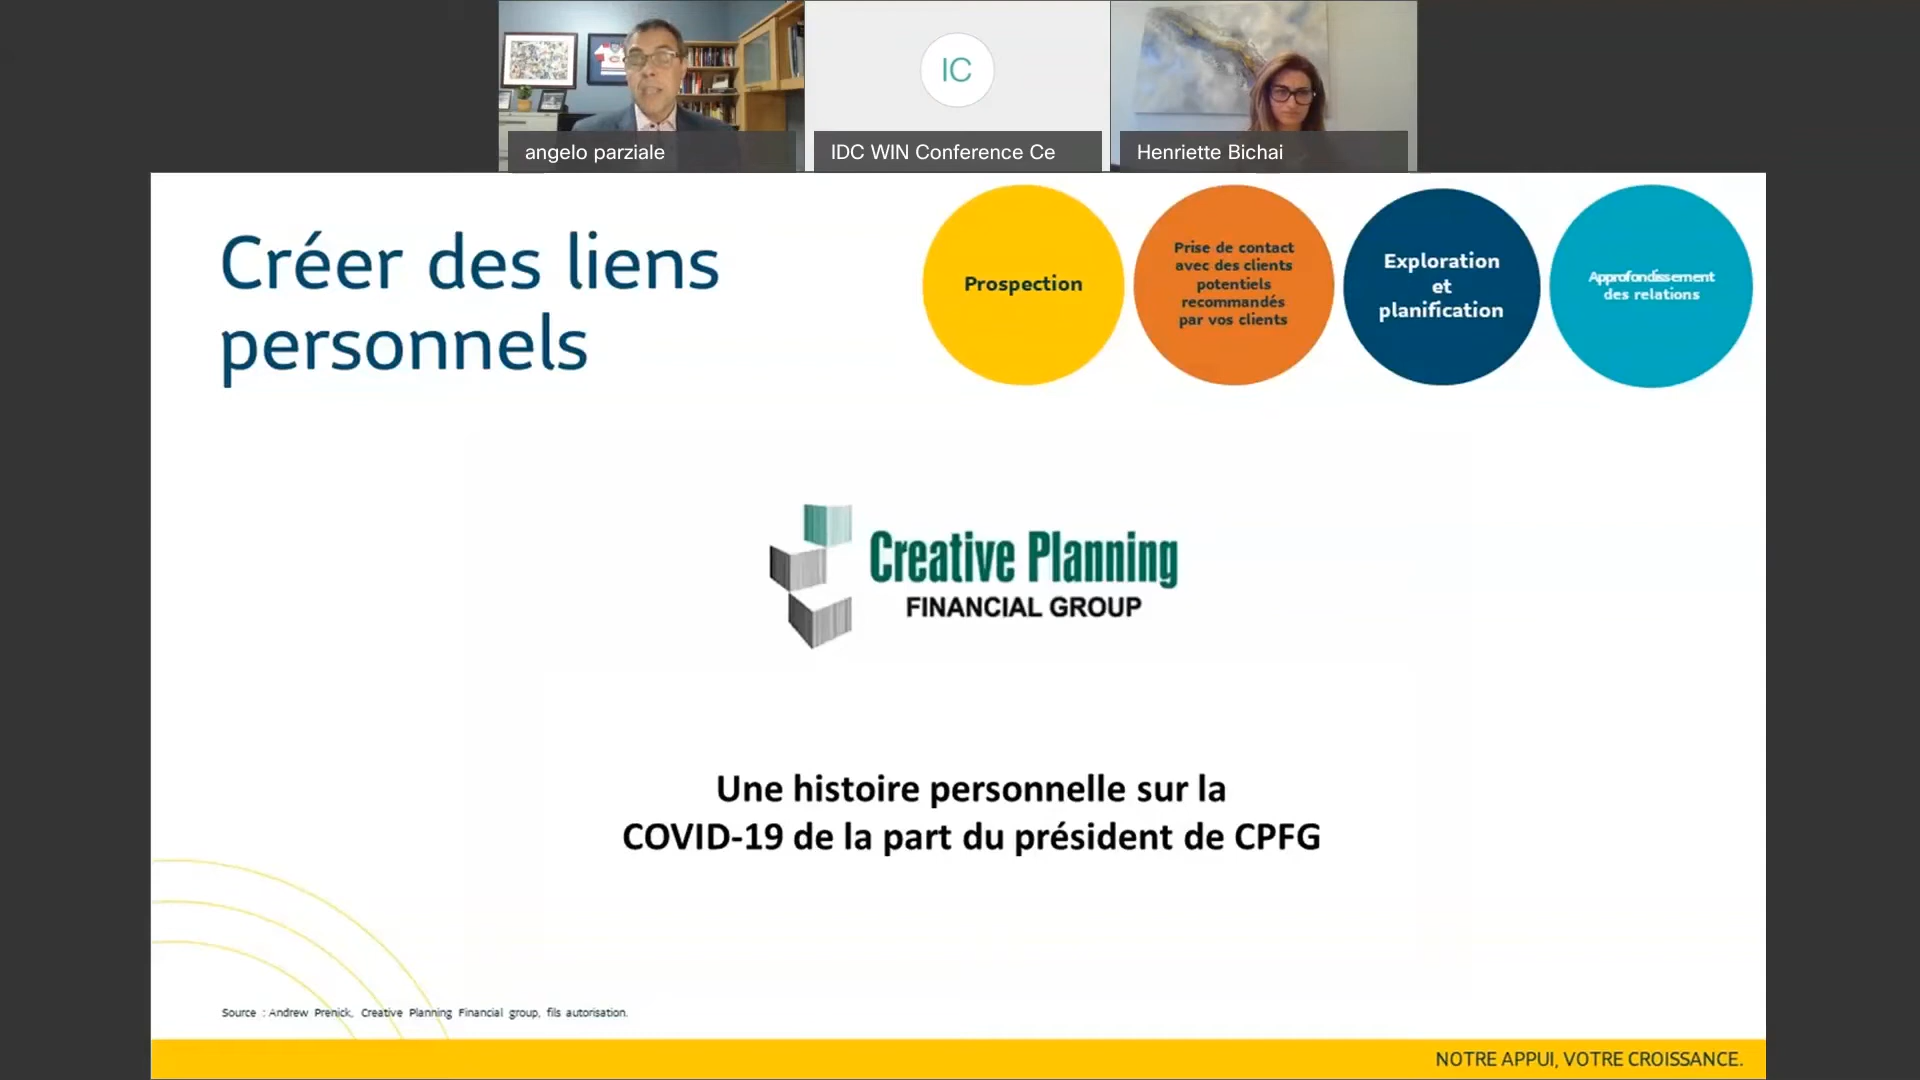 IC
angelo parziale
IDC WIN Conference Ce
Henriette Bichai
Créer des liens
personnels
Prospection
Prise de contact
avec des clients
potentiels
recommandés
par vos clients
Exploration
et
planification
Approfondissement
des relations
Creative Planning
FINANCIAL GROUP
Une histoire personnelle sur la
COVID-19 de la part du président de CPFG
Source : Andrew Prenick, Creative Planning Financial group, fils autorisation.
NOTRE APPUI, VOTRE CROISSANCE.